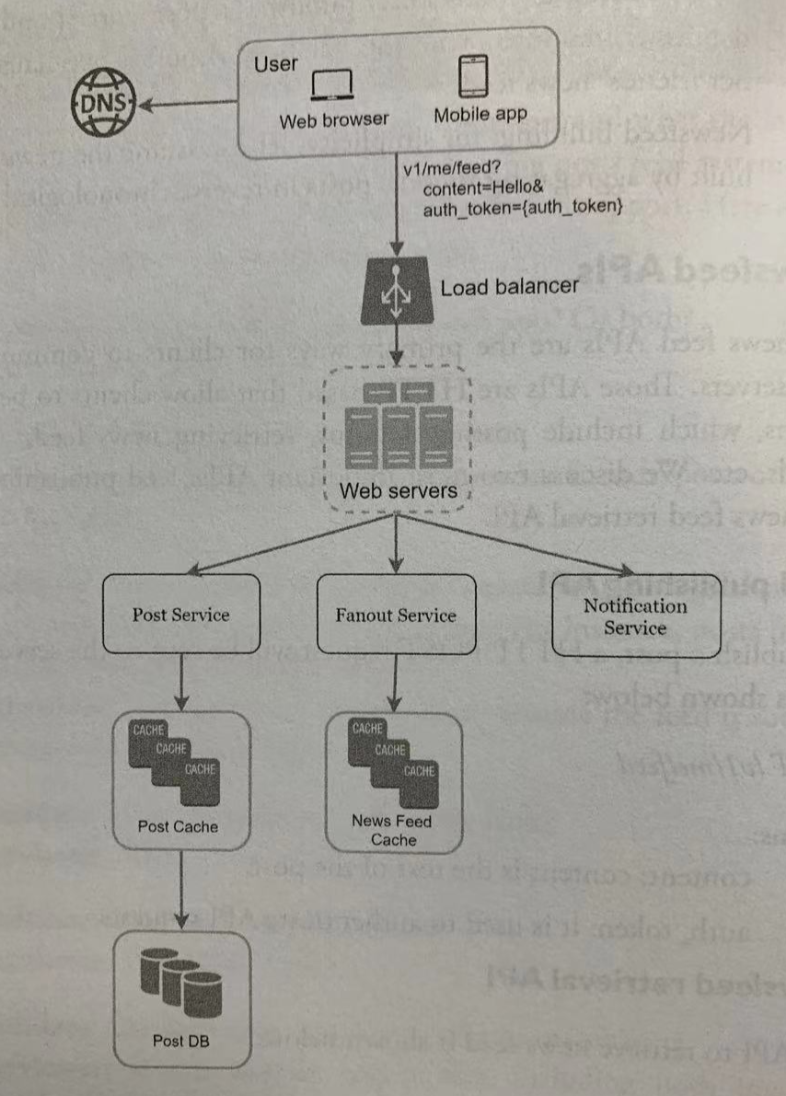 User
DNS
Web browser
Mobile app
v1/me/feed?
content=Hello&
auth_token={auth_token}
Load balancer
Web servers
Post Service
Fanout Service
Notification
Service
CACHE
CACHE
CACHE
Post Cache
CACHE
CACHE
CACHE
News Feed
Cache
Post DB